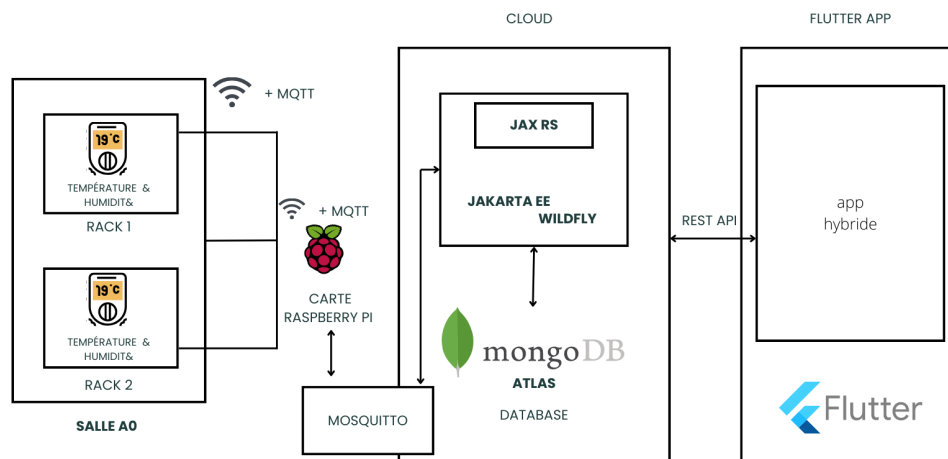 CLOUD
FLUTTER APP
+ MQTT
19°C
TEMPÉRATURE &
HUMIDIT&
RACK 1
JAX RS
JAKARTA EE
WILDFLY
+ MQTT
REST API
app
hybride
19°C
TEMPÉRATURE &
HUMIDIT&
RACK 2
CARTE
RASPBERRY PI
mongoDB
ATLAS
DATABASE
MOSQUITTO
SALLE A0
Flutter